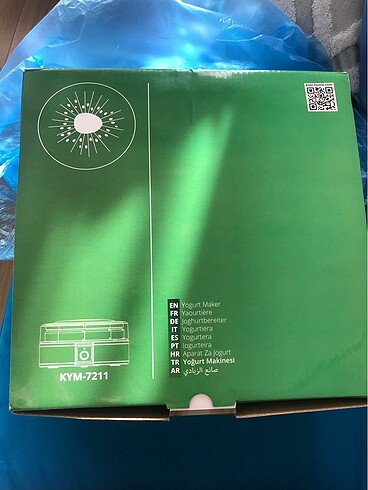 EN Yogurt Maker
FR Yaourtière
DE Joghurtbereiter
IT Yogurtiera
ES Yogurtera
PT Iogurteira
HR Aparat Za Jogurt
TR Yoğurt Makinesi
AR صانع الزبادي
KYM-7211